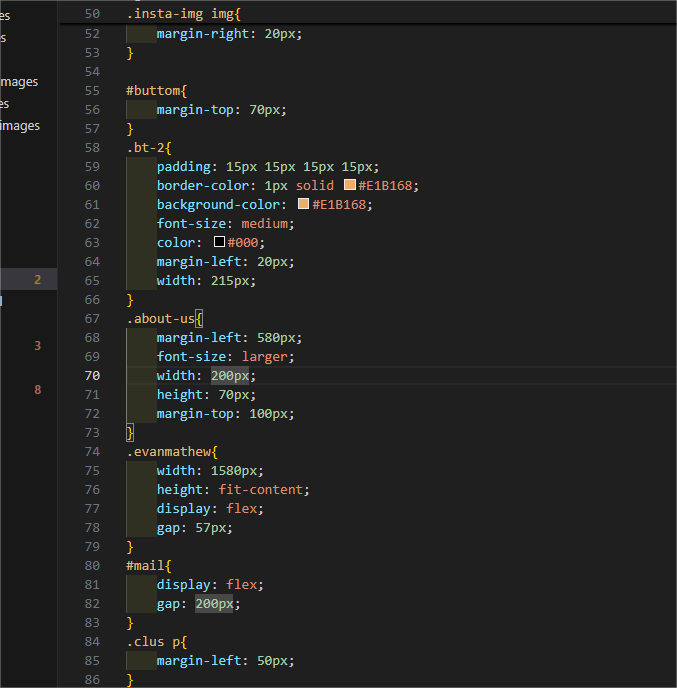 es
s
mages
es
images
2
3
8
50 .insta-img img{
52 margin-right: 20px;
53 }
54
55 #buttom{
56 margin-top: 70px;
57 }
58 .bt-2{
59 padding: 15px 15px 15px 15px;
60 border-color: 1px solid #E1B168;
61 background-color: #E1B168;
62 font-size: medium;
63 color: #000;
64 margin-left: 20px;
65 width: 215px;
66 }
67 .about-us{
68 margin-left: 580px;
69 font-size: larger;
70 width: 200px;
71 height: 70px;
72 margin-top: 100px;
73 }
74 .evanmathew{
75 width: 1580px;
76 height: fit-content;
77 display: flex;
78 gap: 57px;
79 }
80 #mail{
81 display: flex;
82 gap: 200px;
83 }
84 .clus p{
85 margin-left: 50px;
86 }